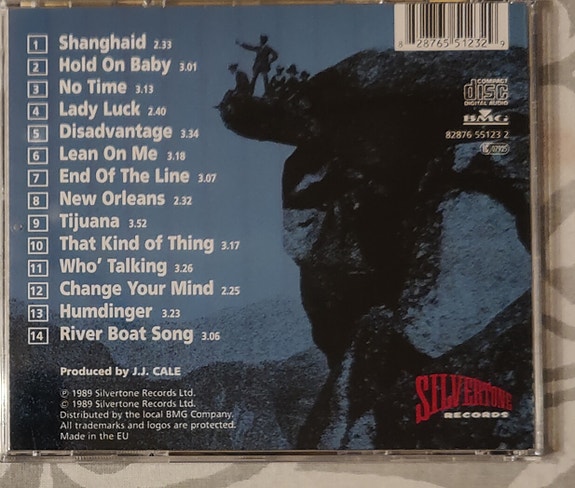 8 28765 51232 9
1 Shanghaid 2.33
2 Hold On Baby 3.01
3 No Time 3.13
4 Lady Luck 2.40
5 Disadvantage 3.34
6 Lean On Me 3.18
7 End Of The Line 3.07
8 New Orleans 2.32
9 Tijuana 3.52
10 That Kind of Thing 3.17
11 Who' Talking 3.26
12 Change Your Mind 2.25
13 Humdinger 3.23
14 River Boat Song 3.06
COMPACT
disc
DIGITAL AUDIO
BMG
82876 55123 2
Produced by J.J. CALE
℗ 1989 Silvertone Records Ltd.
© 1989 Silvertone Records Ltd.
Distributed by the local BMG Company.
All trademarks and logos are protected.
Made in the EU
SILVERTONE
RECORDS